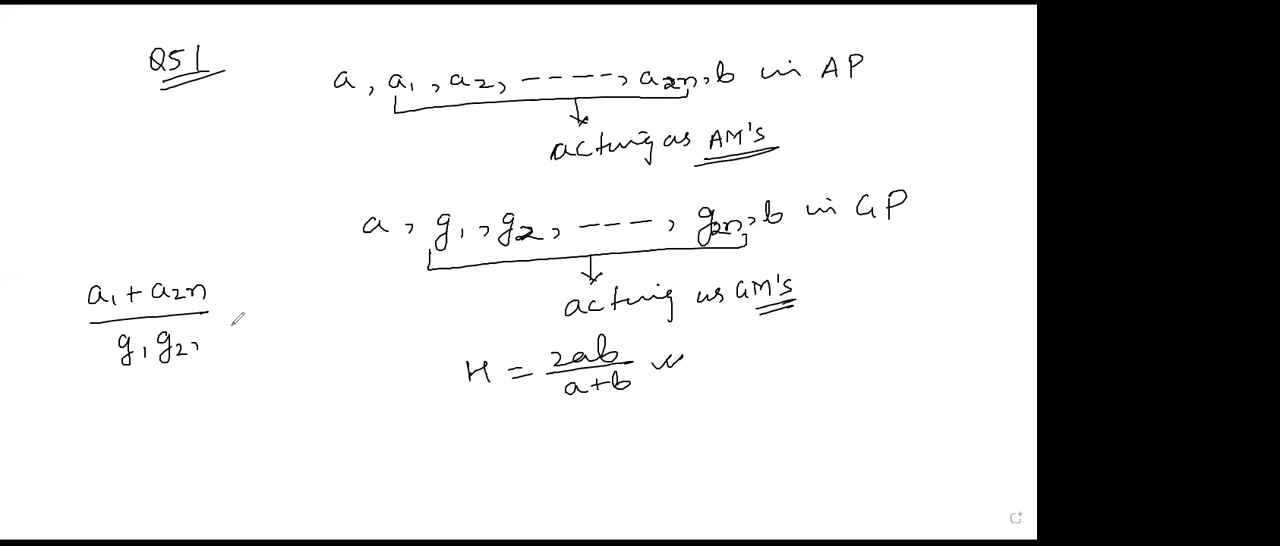 Q51
a, a₁, a₂, -----, a₂n, b in AP
acting as AM's
a, g₁, g₂, ---, g₂n, b in GP
acting as GM's
a₁ + a₂n / g₁ g₂n
H = 2ab / a+b